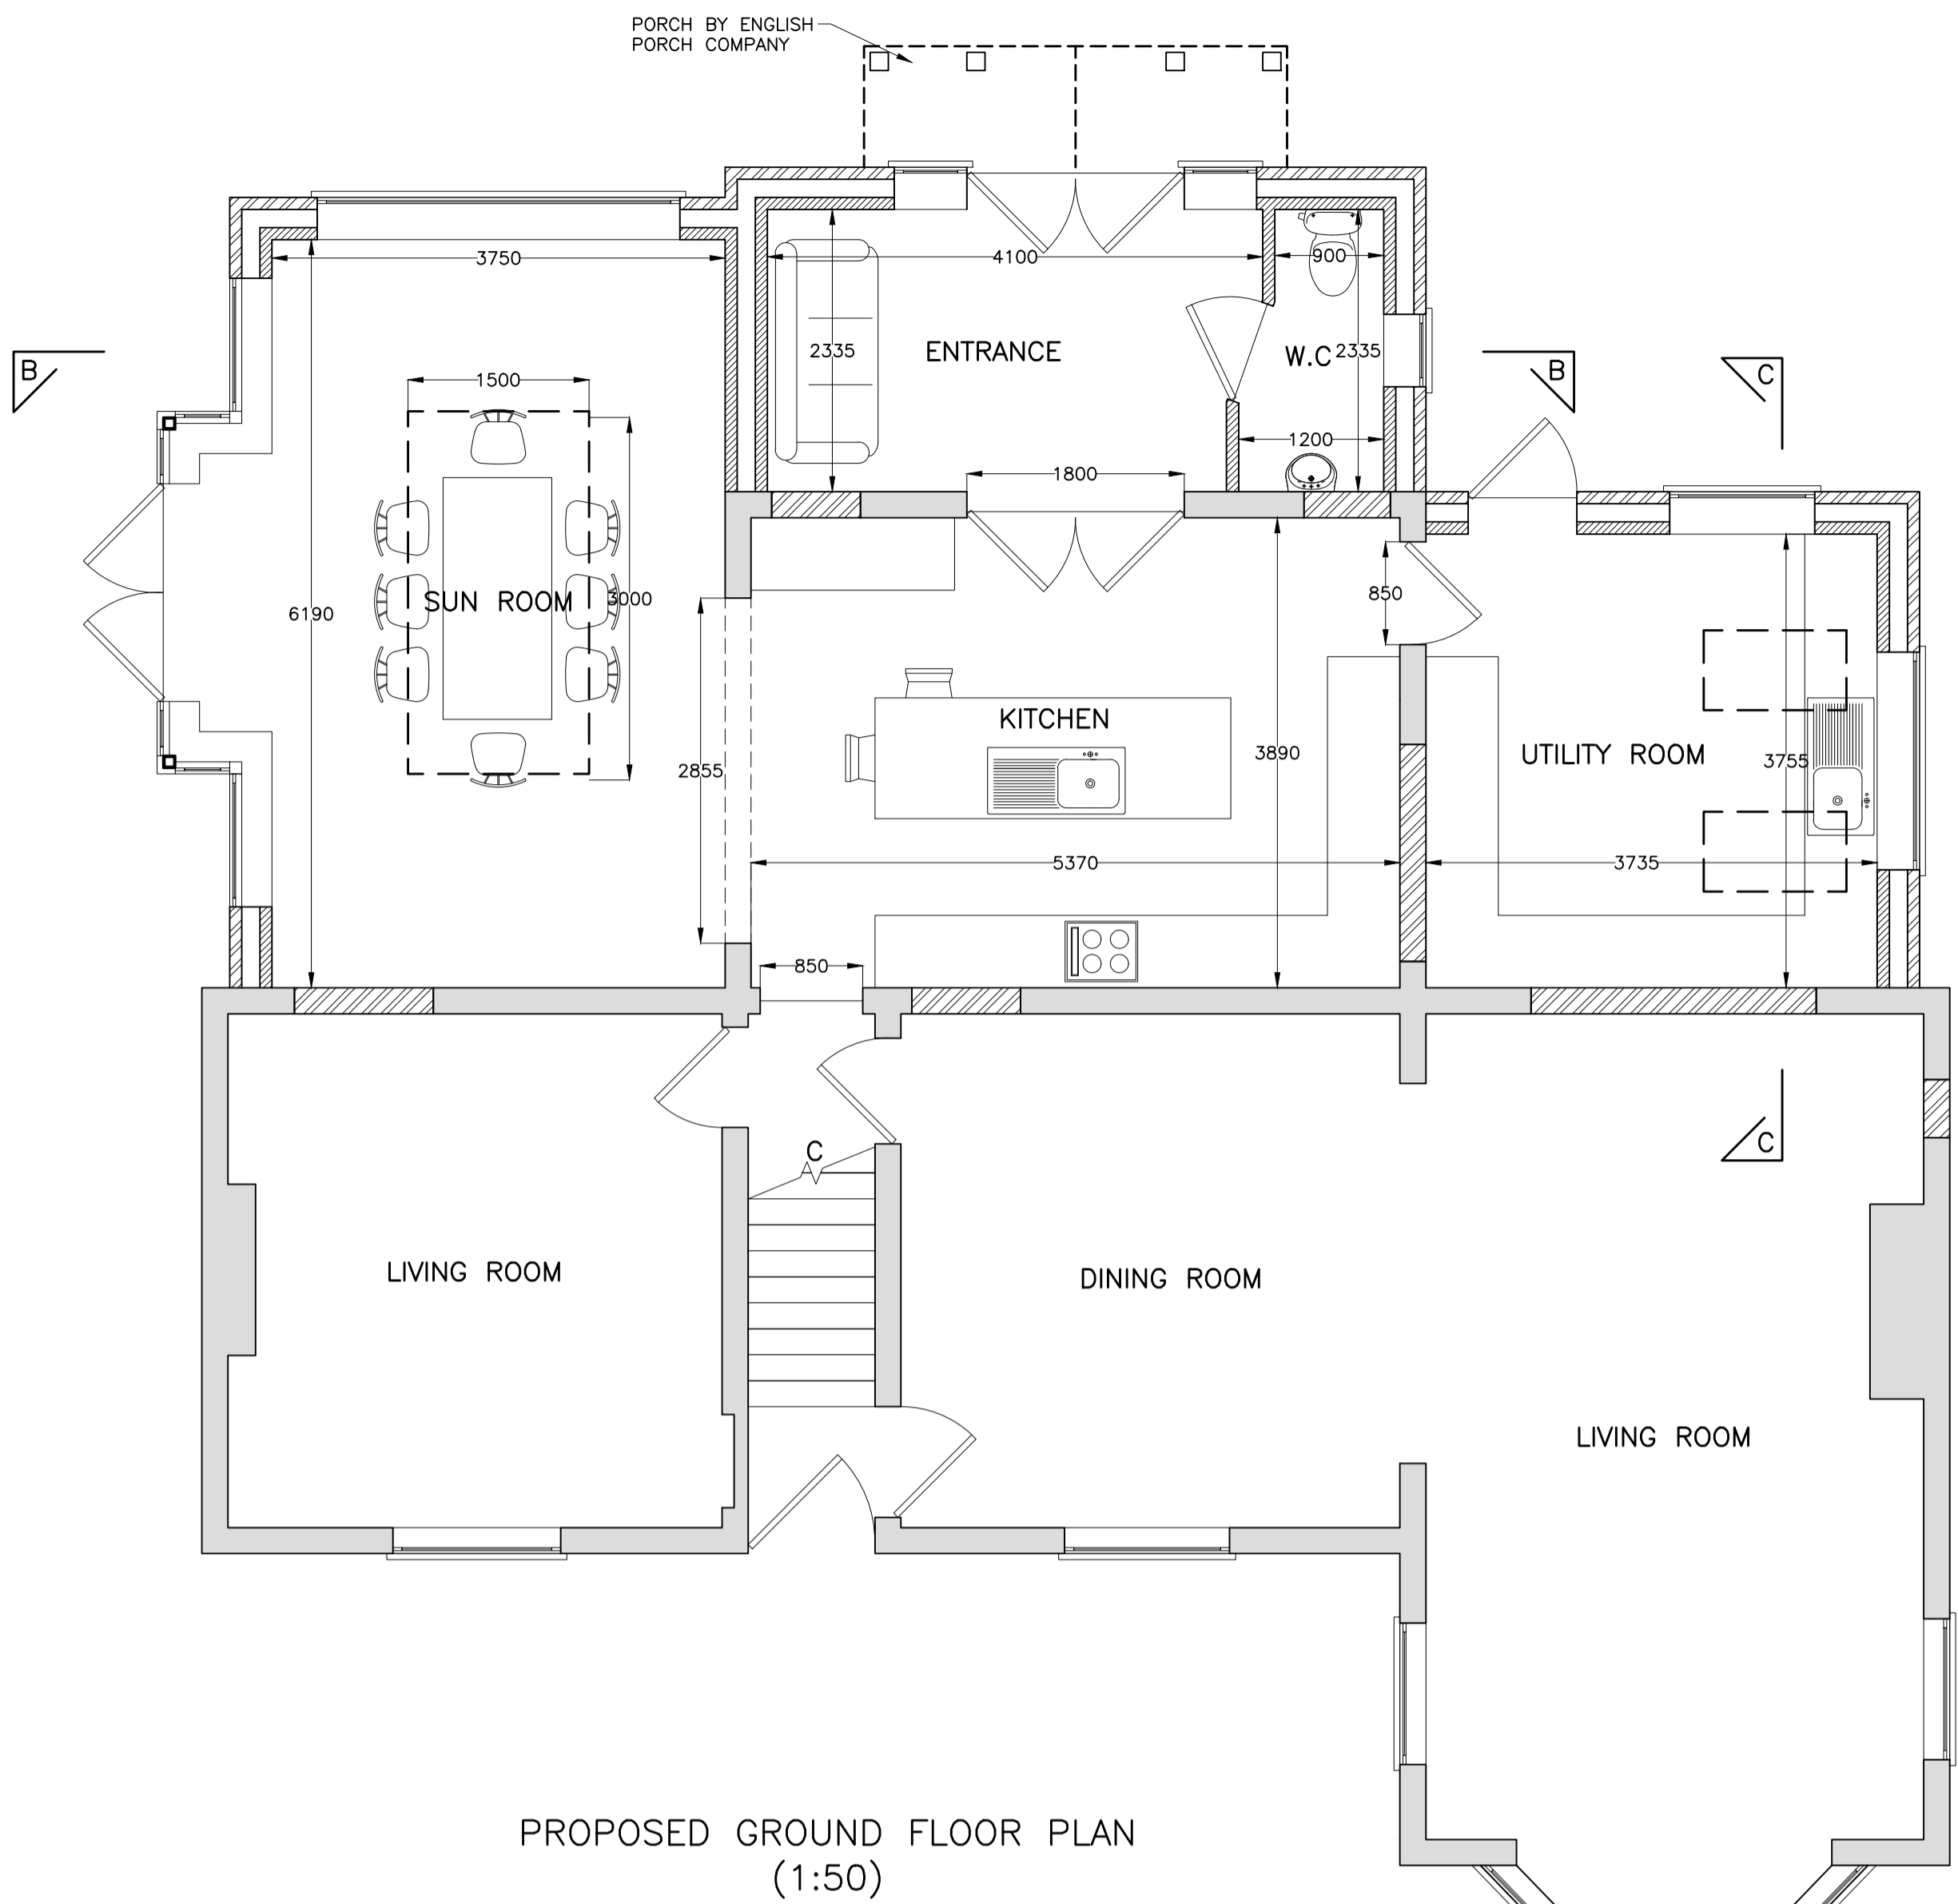 PORCH BY ENGLISH
PORCH COMPANY
3750
4100
900
2335
ENTRANCE
W.C
2335
B
B
C
1500
1200
1800
SUN ROOM
3000
6190
850
KITCHEN
2855
3890
UTILITY ROOM
3755
5370
3735
850
C
C
LIVING ROOM
DINING ROOM
LIVING ROOM
PROPOSED GROUND FLOOR PLAN
(1:50)